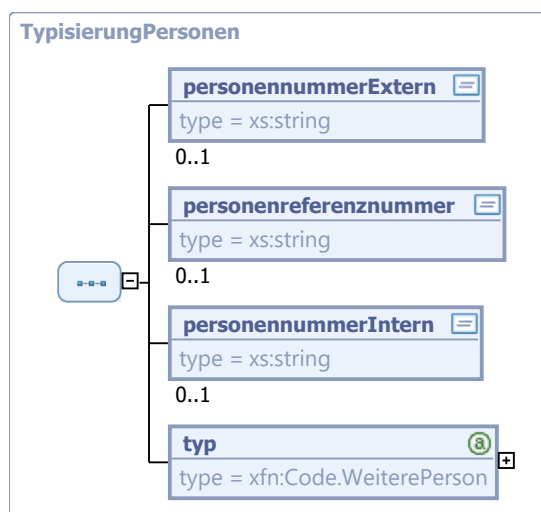 TypisierungPersonen
personennummerExtern
type = xs:string
0..1
personenreferenznummer
type = xs:string
0..1
personennummerIntern
type = xs:string
0..1
typ
a
type = xfn:Code.WeiterePerson